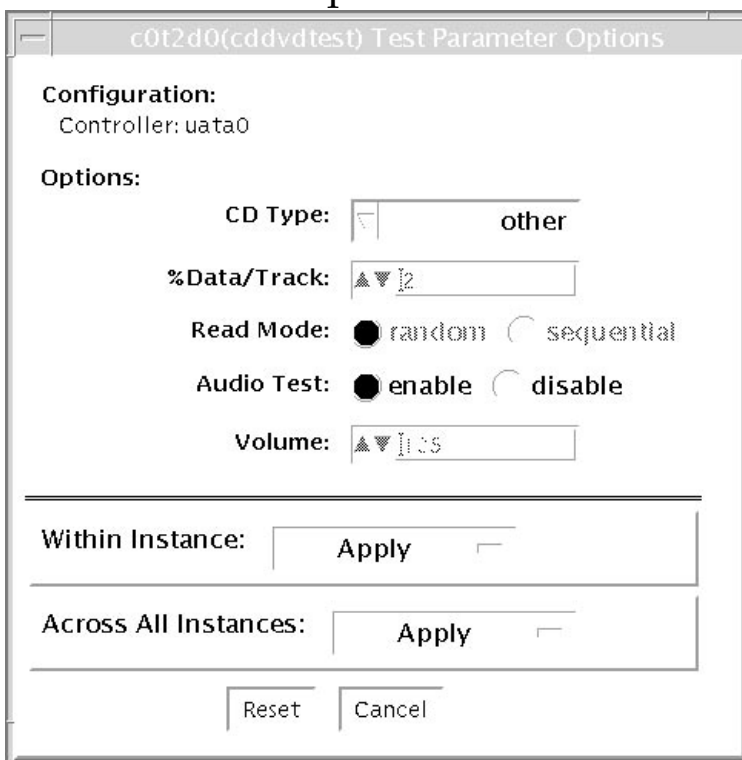 c0t2d0(cddvdtest) Test Parameter Options
Configuration:
Controller: uata0
Options:
CD Type: other
%Data/Track: 2
Read Mode: random sequential
Audio Test: enable disable
Volume:
Within Instance: Apply
Across All Instances: Apply
Reset Cancel